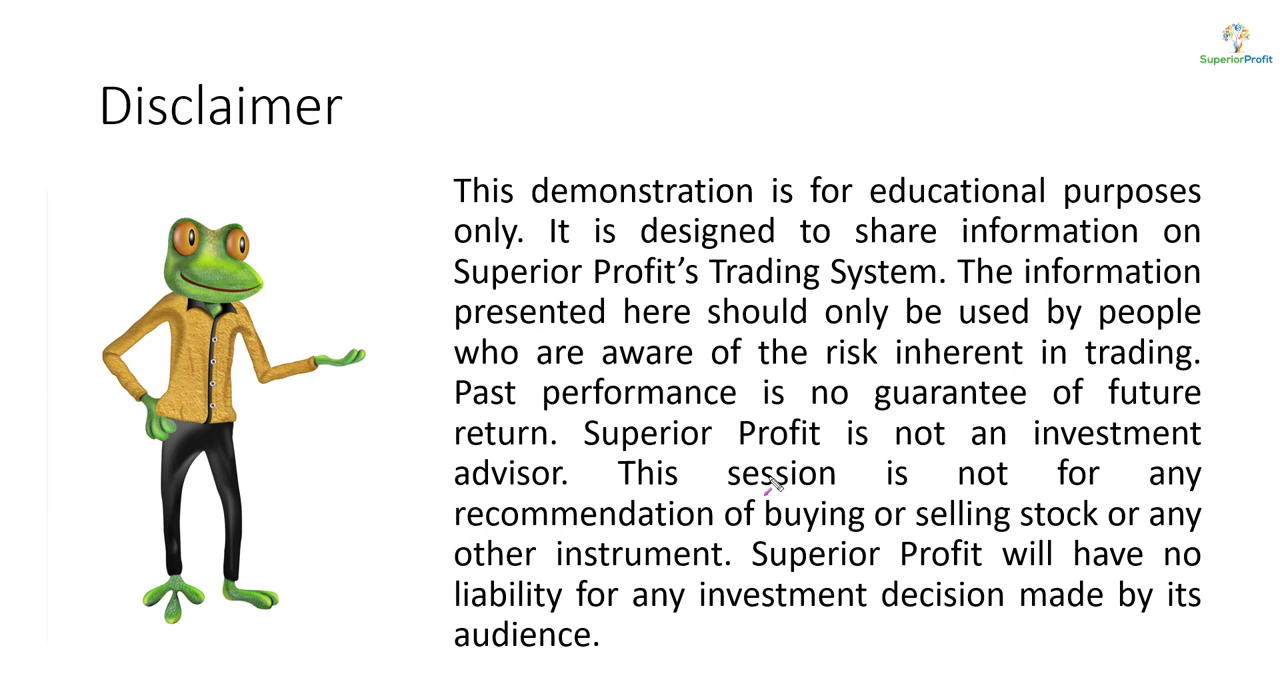 SuperiorProfit
Disclaimer
This demonstration is for educational purposes
only. It is designed to share information on
Superior Profit’s Trading System. The information
presented here should only be used by people
who are aware of the risk inherent in trading.
Past performance is no guarantee of future
return. Superior Profit is not an investment
advisor. This session is not for any
recommendation of buying or selling stock or any
other instrument. Superior Profit will have no
liability for any investment decision made by its
audience.